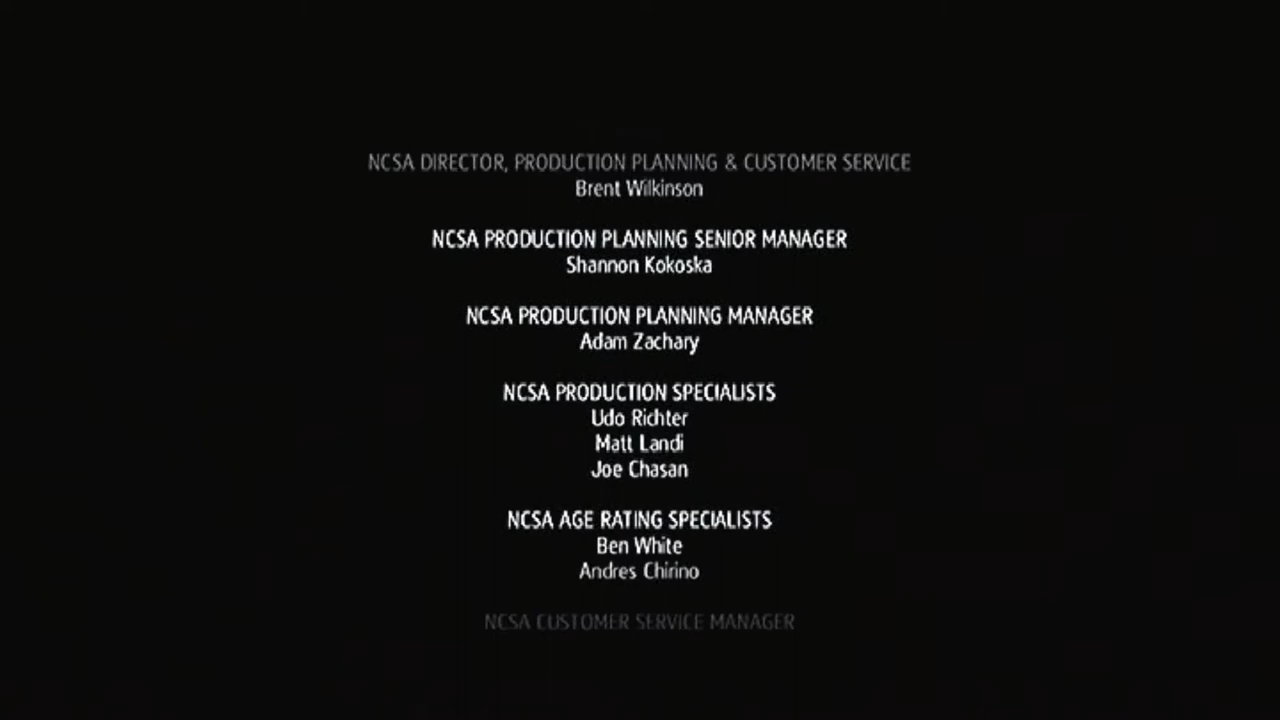 NCSA DIRECTOR, PRODUCTION PLANNING & CUSTOMER SERVICE
Brent Wilkinson
NCSA PRODUCTION PLANNING SENIOR MANAGER
Shannon Kokoska
NCSA PRODUCTION PLANNING MANAGER
Adam Zachary
NCSA PRODUCTION SPECIALISTS
Udo Richter
Matt Landi
Joe Chasan
NCSA AGE RATING SPECIALISTS
Ben White
Andres Chirino
NCSA CUSTOMER SERVICE MANAGER